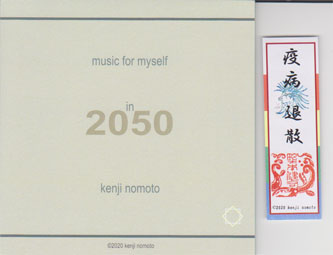 music for myself
in
2050
kenji nomoto
©2020 kenji nomoto
疫病退散
©2020 kenji nomoto